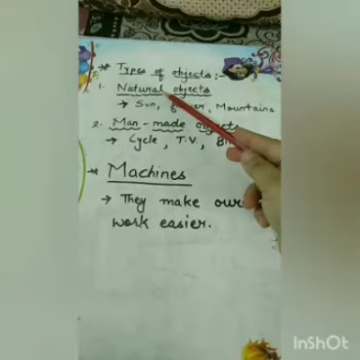 * Types of objects :-
1. Natural objects
→ Sun, Mountains
2. Man-made objects
→ Cycle, T.V,
* Machines
→ They make our
work easier.
InShOt